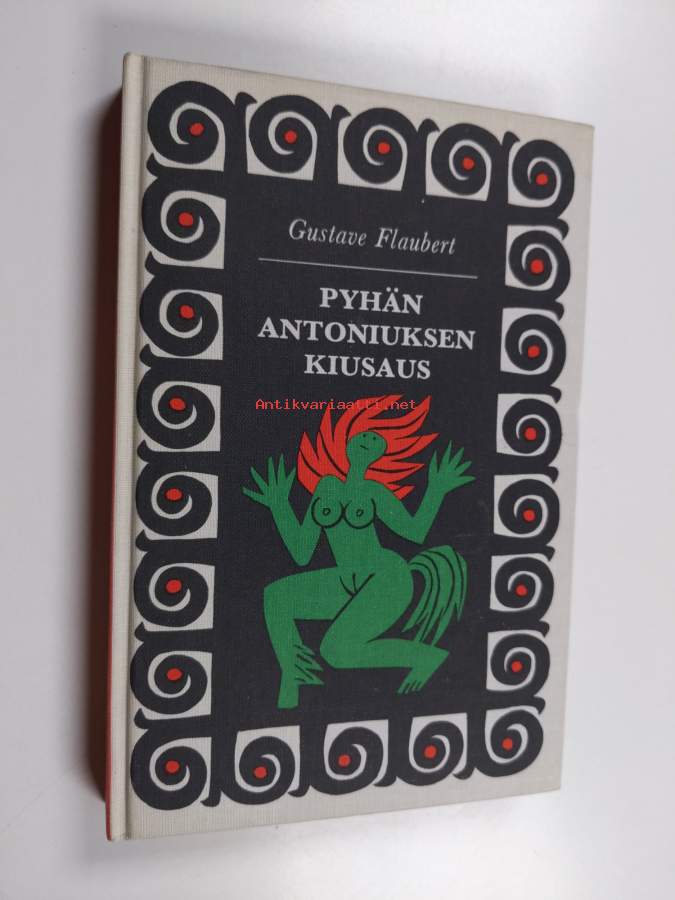 Gustave Flaubert
PYHÄN
ANTONIUKSEN
KIUSAUS
Antikvariaatti.net